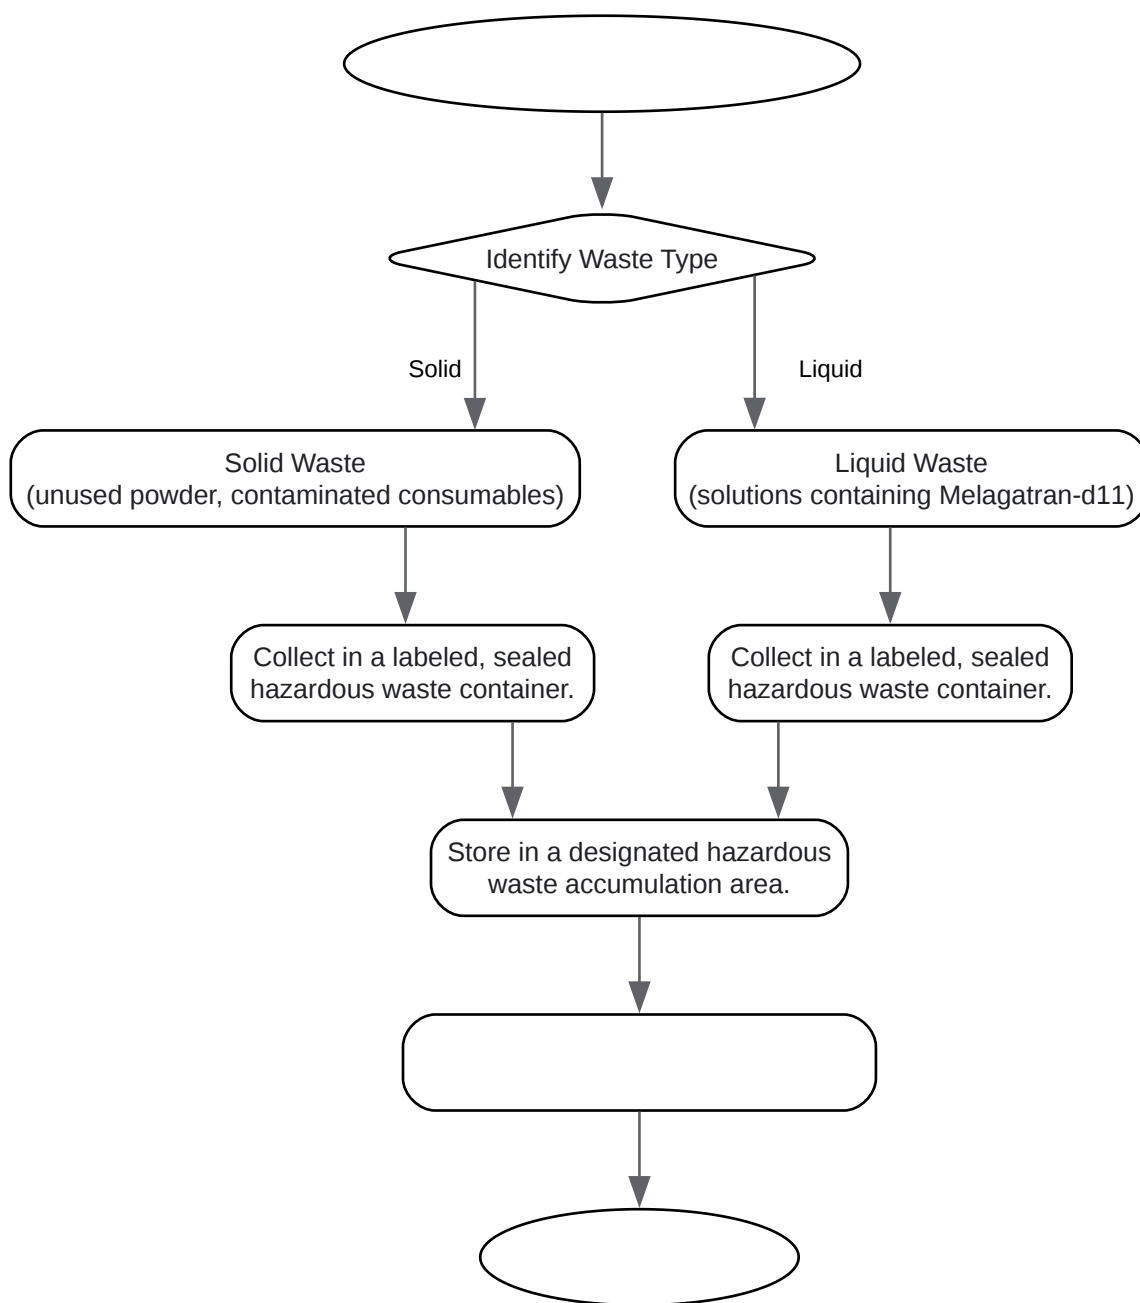 Identify Waste Type
Solid
Liquid
Solid Waste
(unused powder, contaminated consumables)
Liquid Waste
(solutions containing Melagatran-d11)
Collect in a labeled, sealed
hazardous waste container.
Collect in a labeled, sealed
hazardous waste container.
Store in a designated hazardous
waste accumulation area.